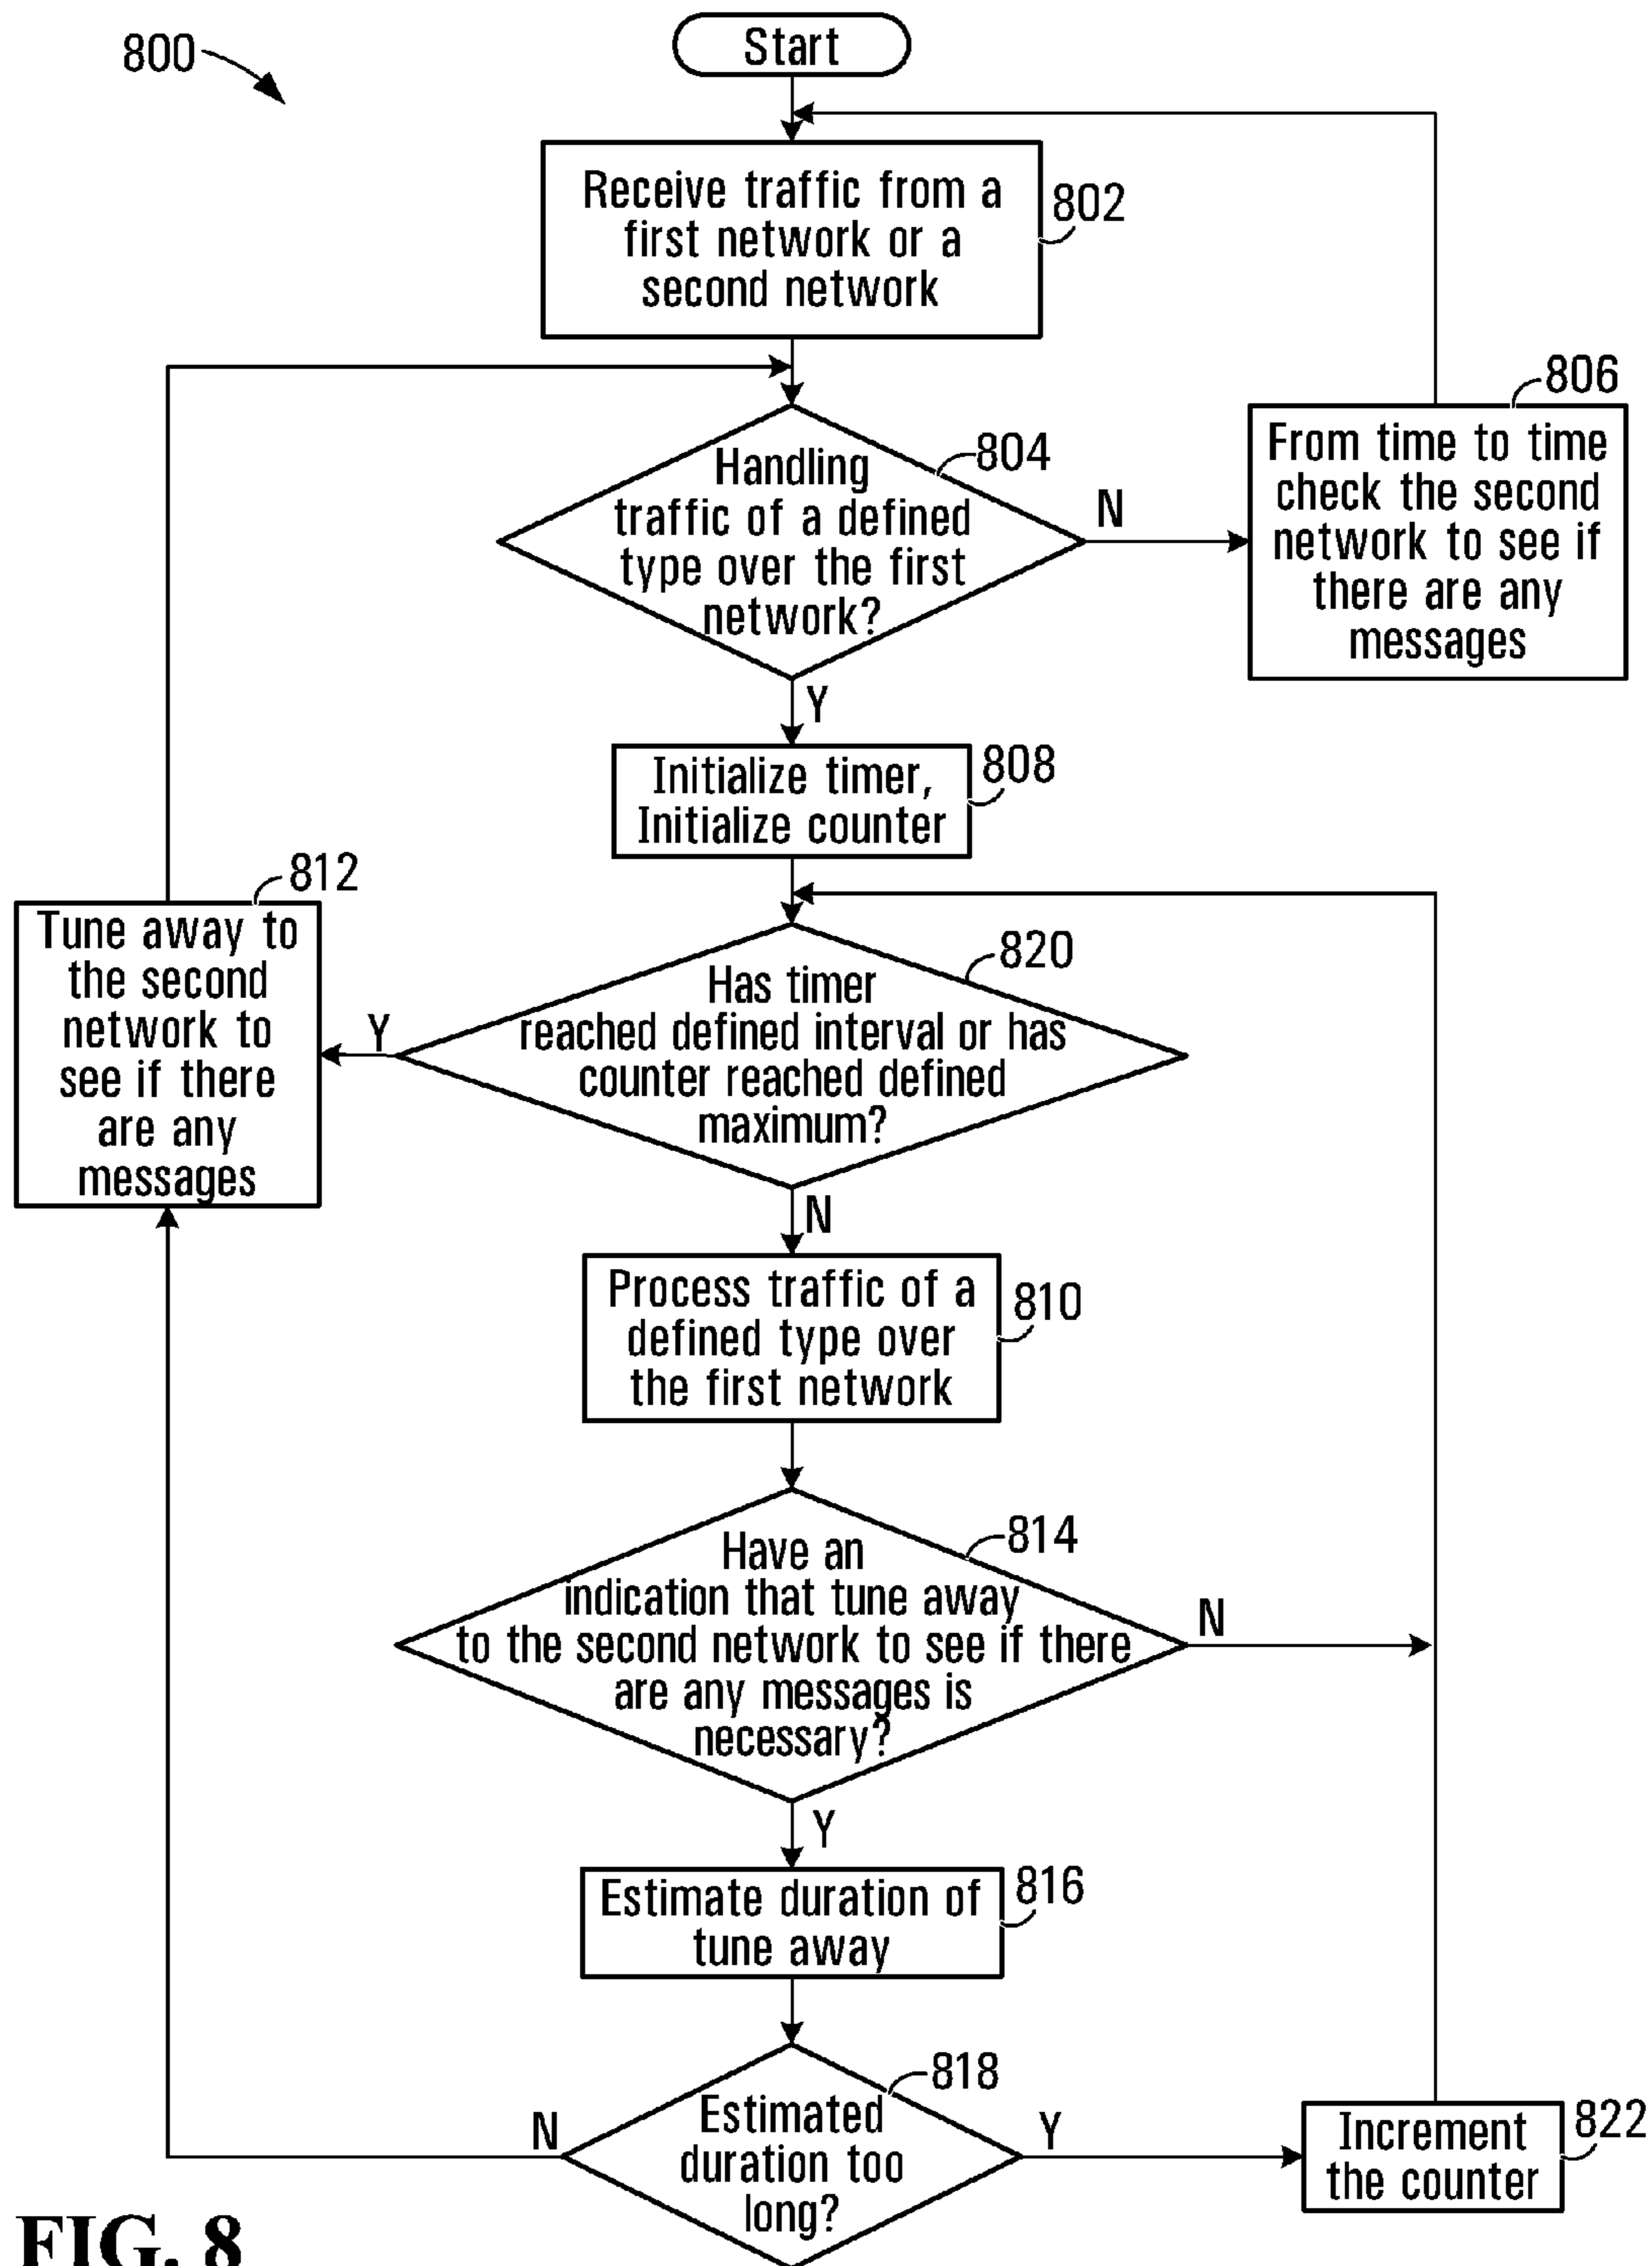 800
Start
Receive traffic from a
first network or a
second network
802
Handling
traffic of a defined
type over the first
network?
804
N
806
From time to time
check the second
network to see if
there are any
messages
Y
Initialize timer,
Initialize counter
808
812
Tune away to
the second
network to
see if there
are any
messages
Y
Has timer
reached defined interval or has
counter reached defined
maximum?
820
N
Process traffic of a
defined type over
the first network
810
Have an
indication that tune away
to the second network to see if there
are any messages is
necessary?
814
N
Y
Estimate duration of
tune away
816
Estimated
duration too
long?
818
N
Y
Increment
the counter
822
FIG. 8